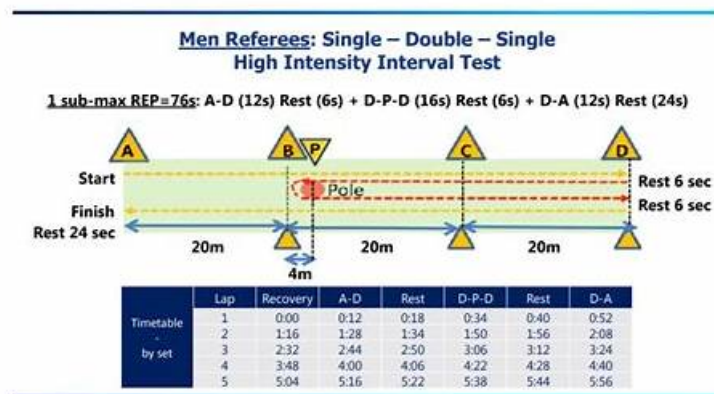 Men Referees: Single – Double – Single
High Intensity Interval Test
1 sub-max REP=76s: A-D (12s) Rest (6s) + D-P-D (16s) Rest (6s) + D-A (12s) Rest (24s)
A B P C D
Start
Rest 6 sec
Pole
Rest 6 sec
Finish
Rest 24 sec
20m 20m 20m
4m
Lap Recovery A-D Rest D-P-D Rest D-A
Timetable - by set
1 0:00 0:12 0:18 0:34 0:40 0:52
2 1:16 1:28 1:34 1:50 1:56 2:08
3 2:32 2:44 2:50 3:06 3:12 3:24
4 3:48 4:00 4:06 4:22 4:28 4:40
5 5:04 5:16 5:22 5:38 5:44 5:56